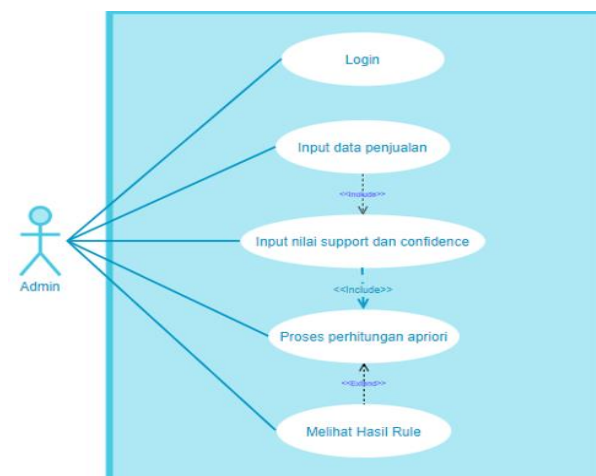 Login
Input data penjualan
<<Include>>
Input nilai support dan confidence
Admin
<<Include>>
Proses perhitungan apriori
<<Extend>>
Melihat Hasil Rule